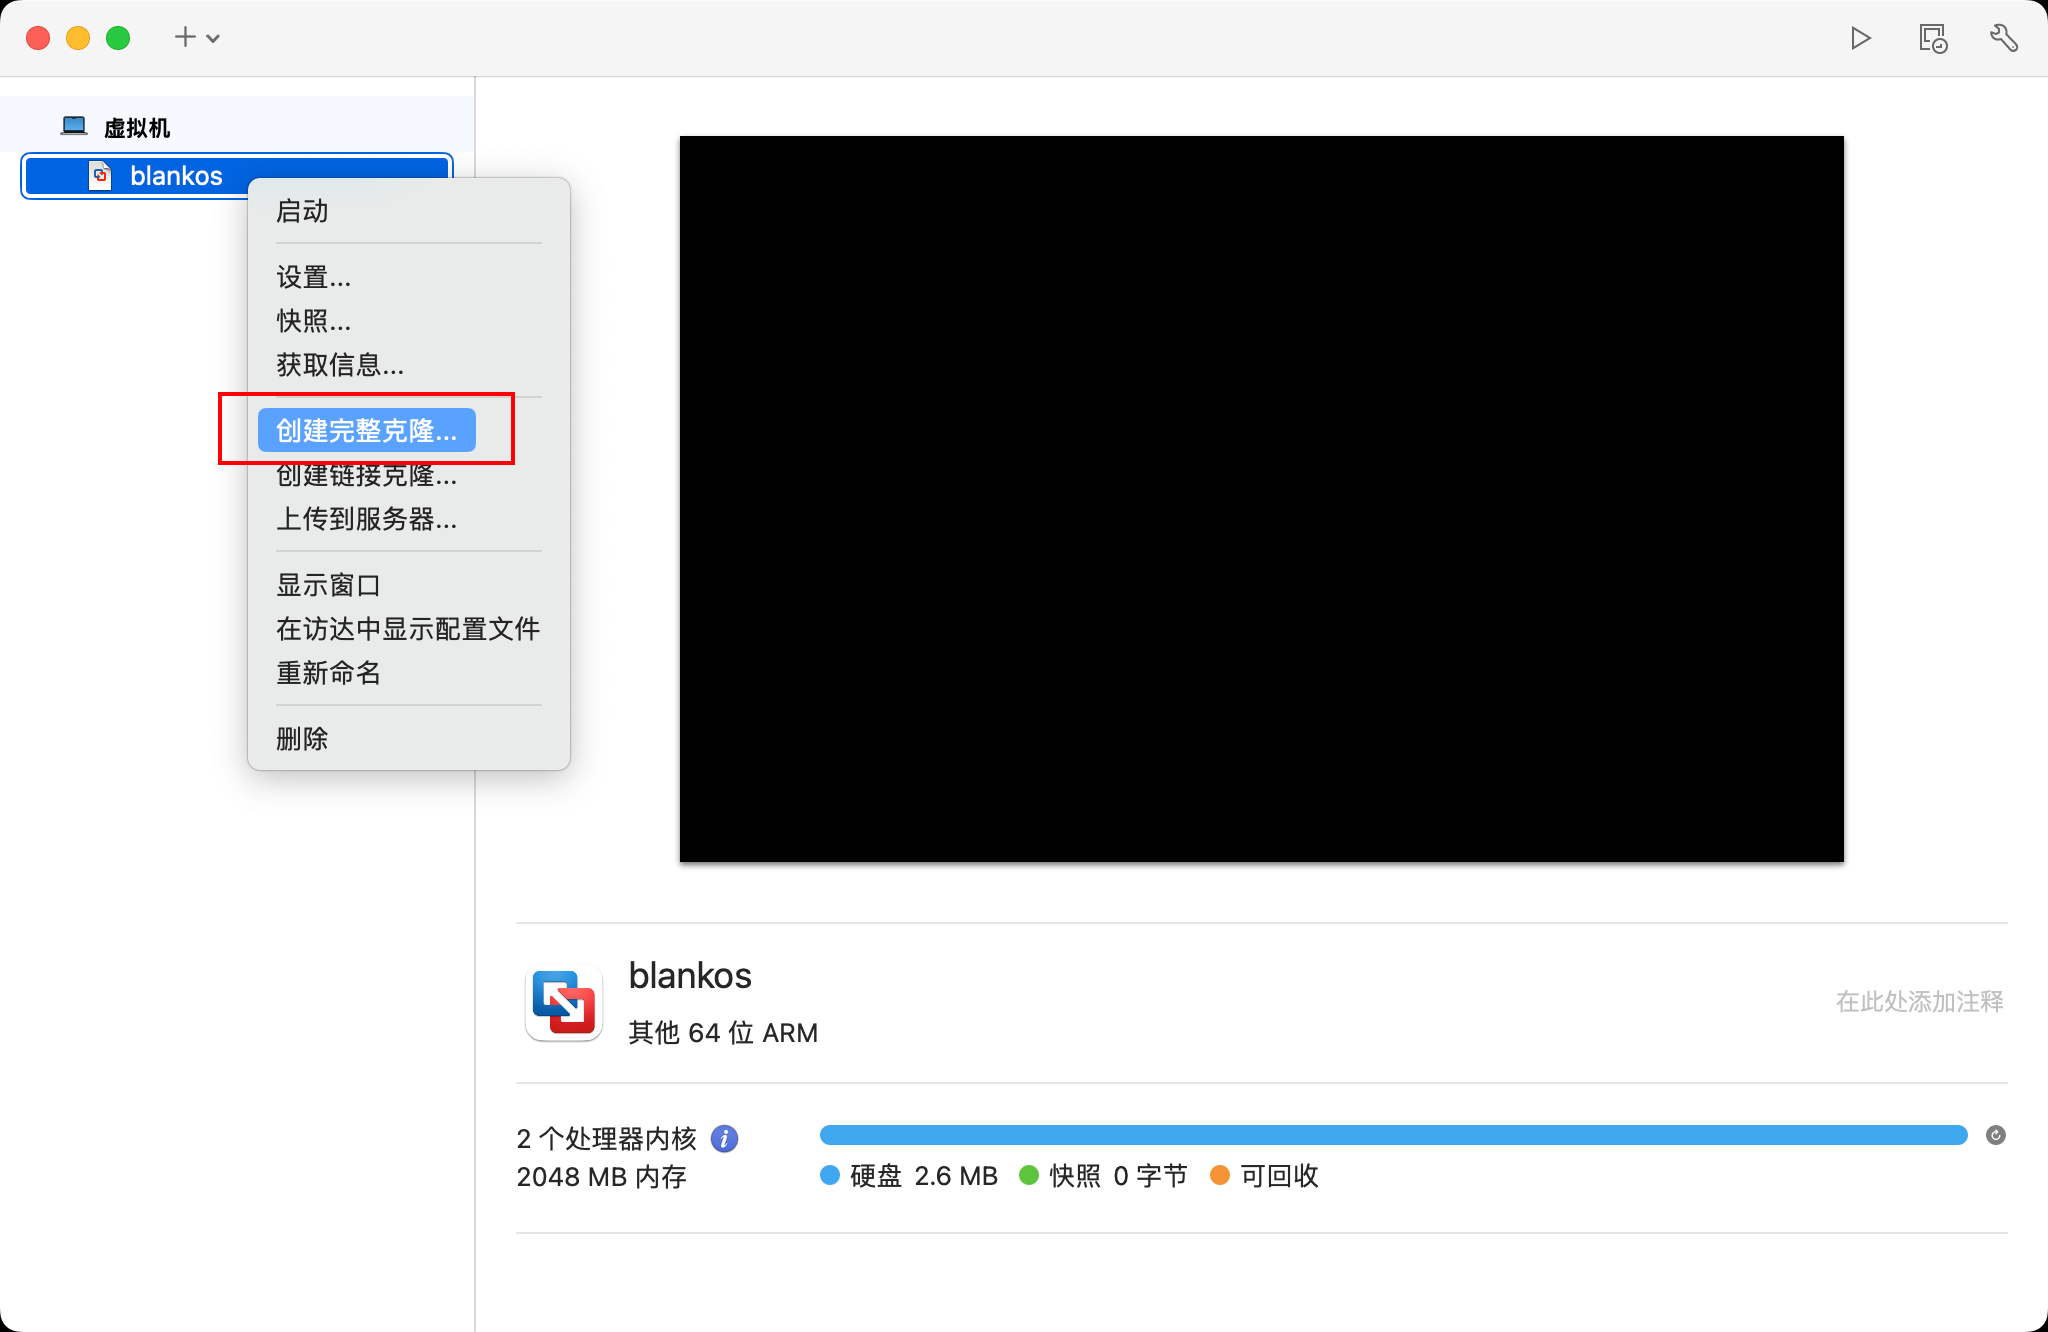 虚拟机
blankos
启动
设置...
快照...
获取信息...
创建完整克隆...
创建链接克隆...
上传到服务器...
显示窗口
在访达中显示配置文件
重新命名
删除
blankos
其他 64 位 ARM
在此处添加注释
2 个处理器内核
2048 MB 内存
硬盘 2.6 MB 快照 0 字节 可回收